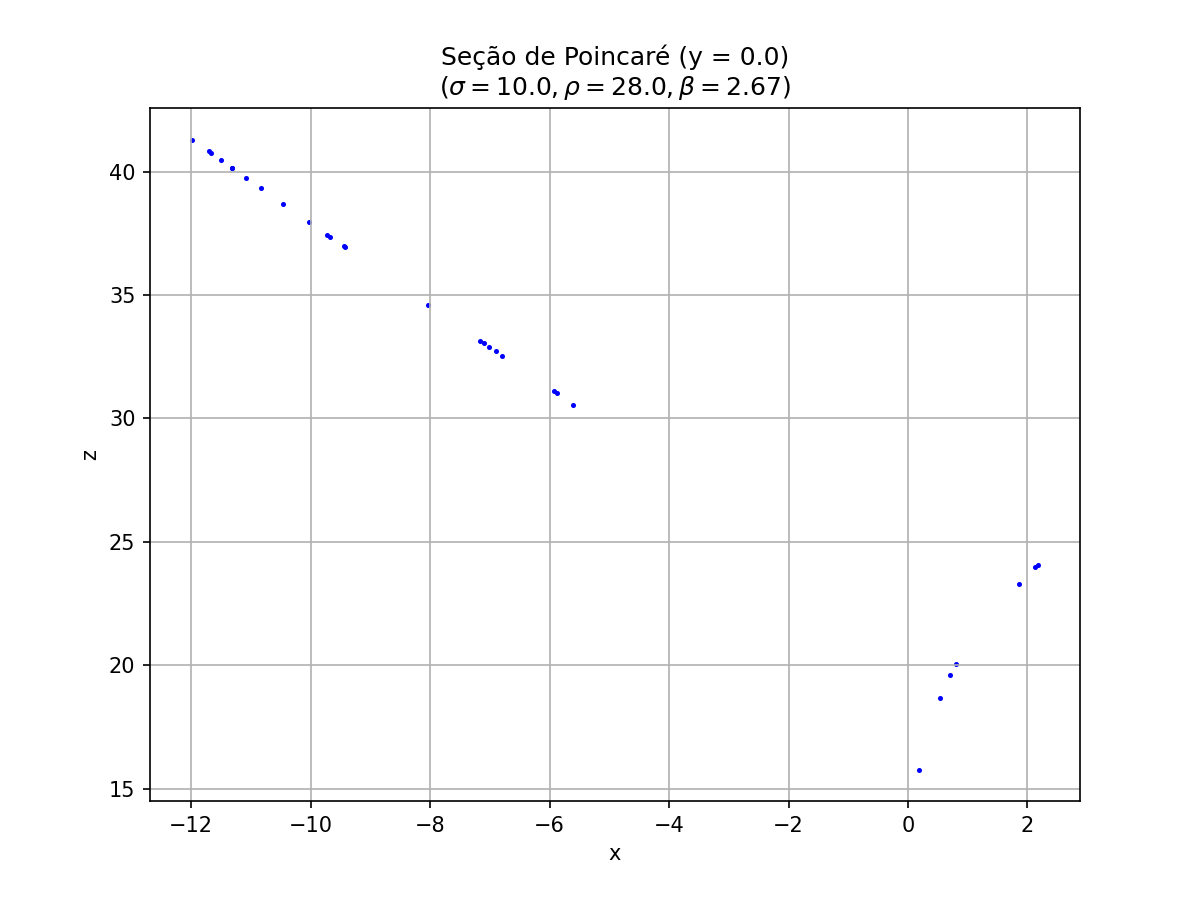 Seção de Poincaré (y = 0.0)
(σ = 10.0, ρ = 28.0, β = 2.67)
40
35
30
25
20
15
z
−12 −10 −8 −6 −4 −2 0 2
x